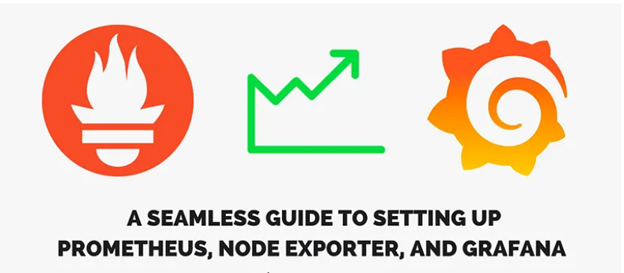 A SEAMLESS GUIDE TO SETTING UP
PROMETHEUS, NODE EXPORTER, AND GRAFANA